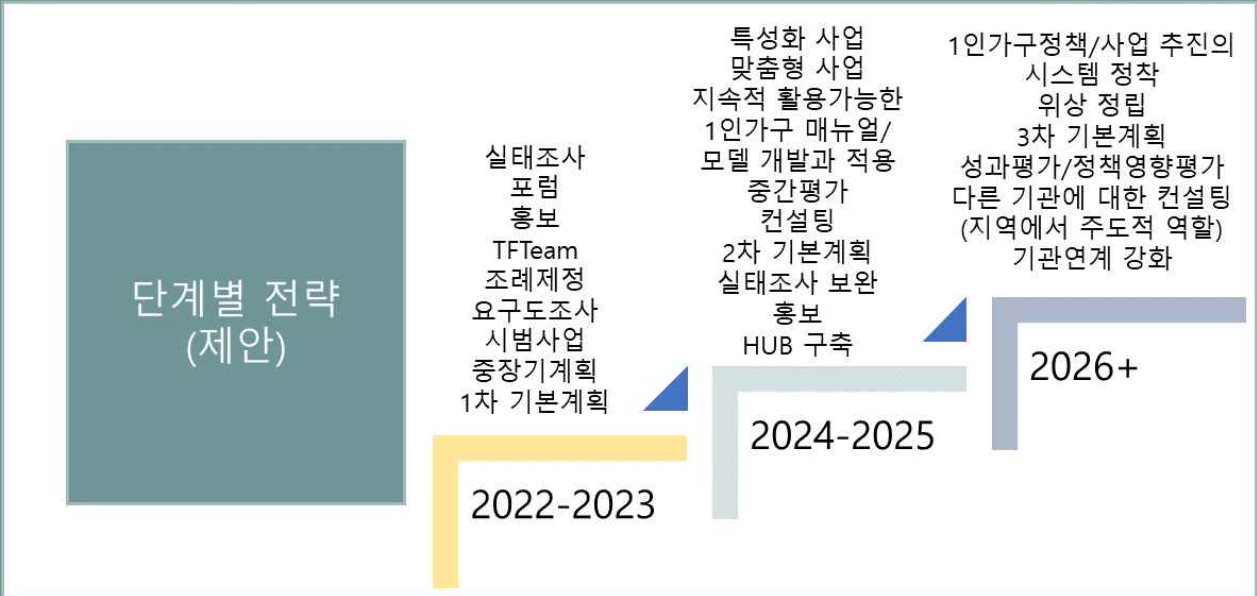 단계별 전략
(제안)
실태조사
포럼
홍보
TFTeam
조례제정
요구도조사
시범사업
중장기계획
1차 기본계획
2022-2023
특성화 사업
맞춤형 사업
지속적 활용가능한
1인가구 매뉴얼/
모델 개발과 적용
중간평가
컨설팅
2차 기본계획
실태조사 보완
홍보
HUB 구축
2024-2025
1인가구정책/사업 추진의
시스템 정착
위상 정립
3차 기본계획
성과평가/정책영향평가
다른 기관에 대한 컨설팅
(지역에서 주도적 역할)
기관연계 강화
2026+